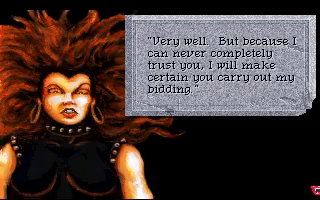 "Very well.  But because I
can never completely
trust you, I will make
certain you carry out my
bidding."